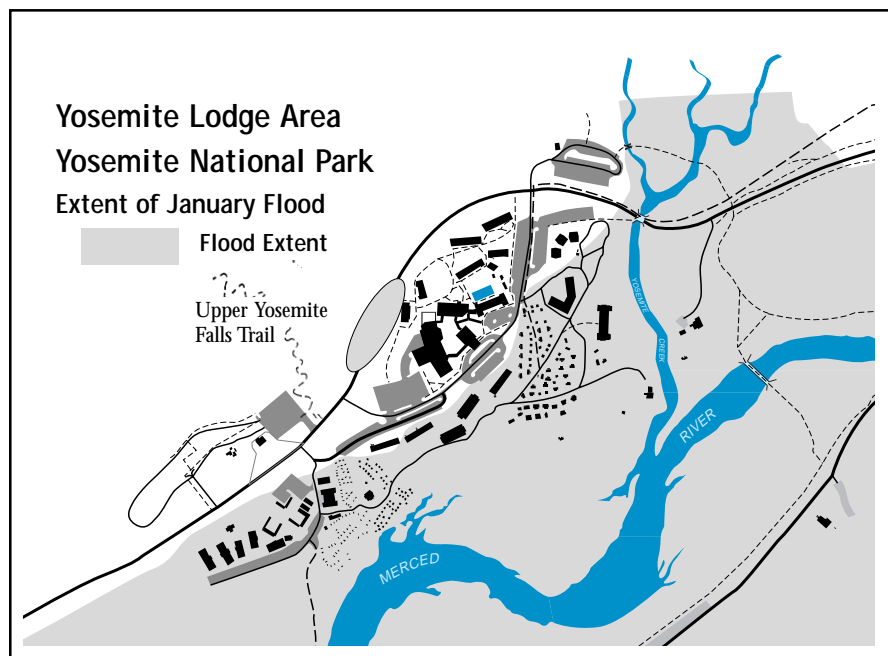 Yosemite Lodge Area
Yosemite National Park
Extent of January Flood
Flood Extent
Upper Yosemite
Falls Trail
YOSEMITE
CREEK
RIVER
MERCED